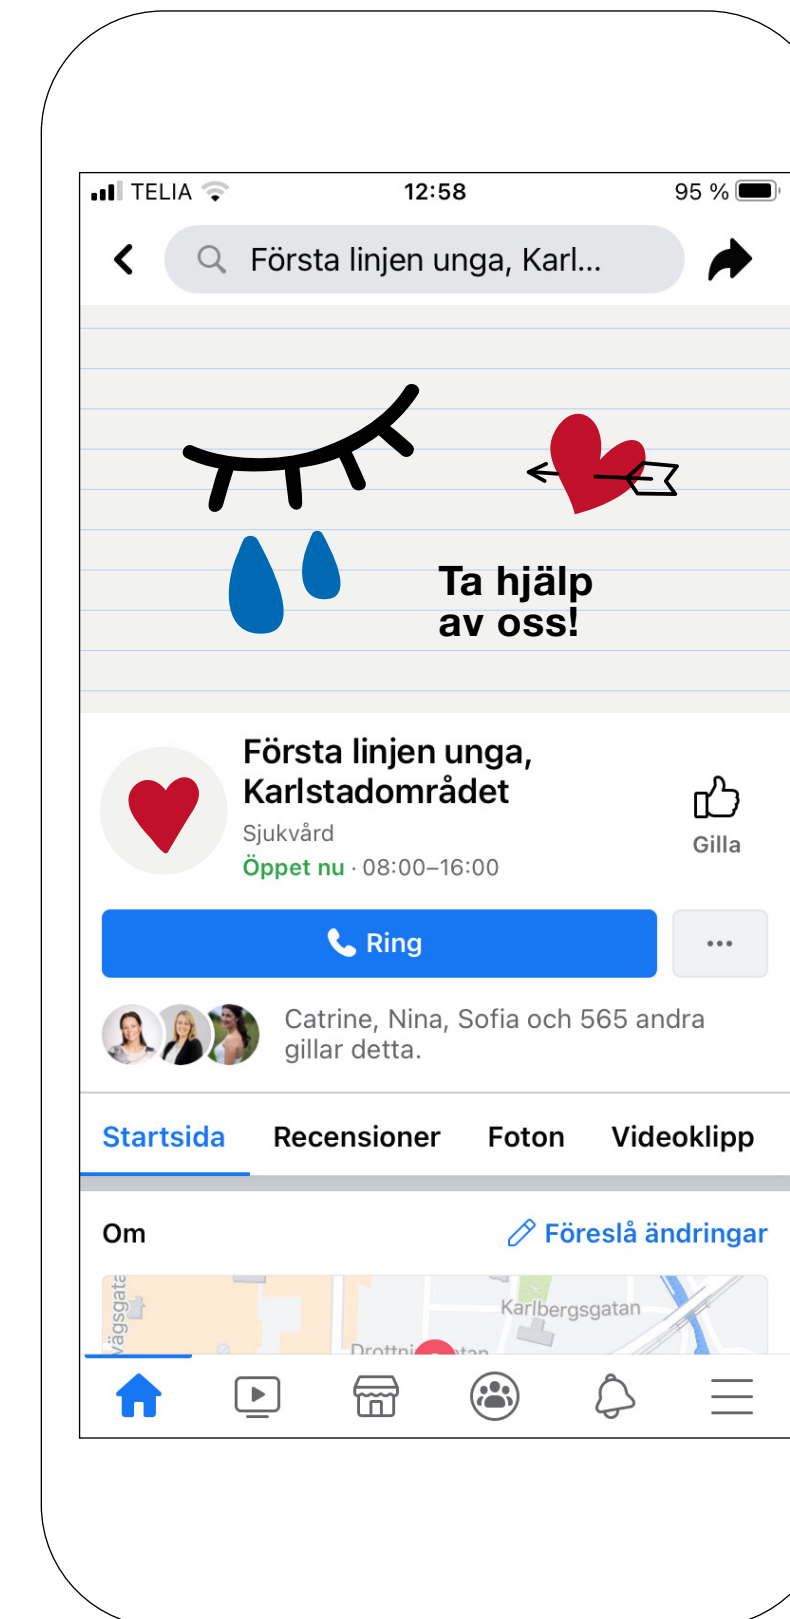 TELIA 12:58 95 %
Första linjen unga, Karl...
Ta hjälp
av oss!
Första linjen unga,
Karlstadområdet
Sjukvård
Öppet nu · 08:00–16:00
Gilla
Ring
Catrine, Nina, Sofia och 565 andra
gillar detta.
Startsida Recensioner Foton Videoklipp
Om Föreslå ändringar
Karlbergsgatan